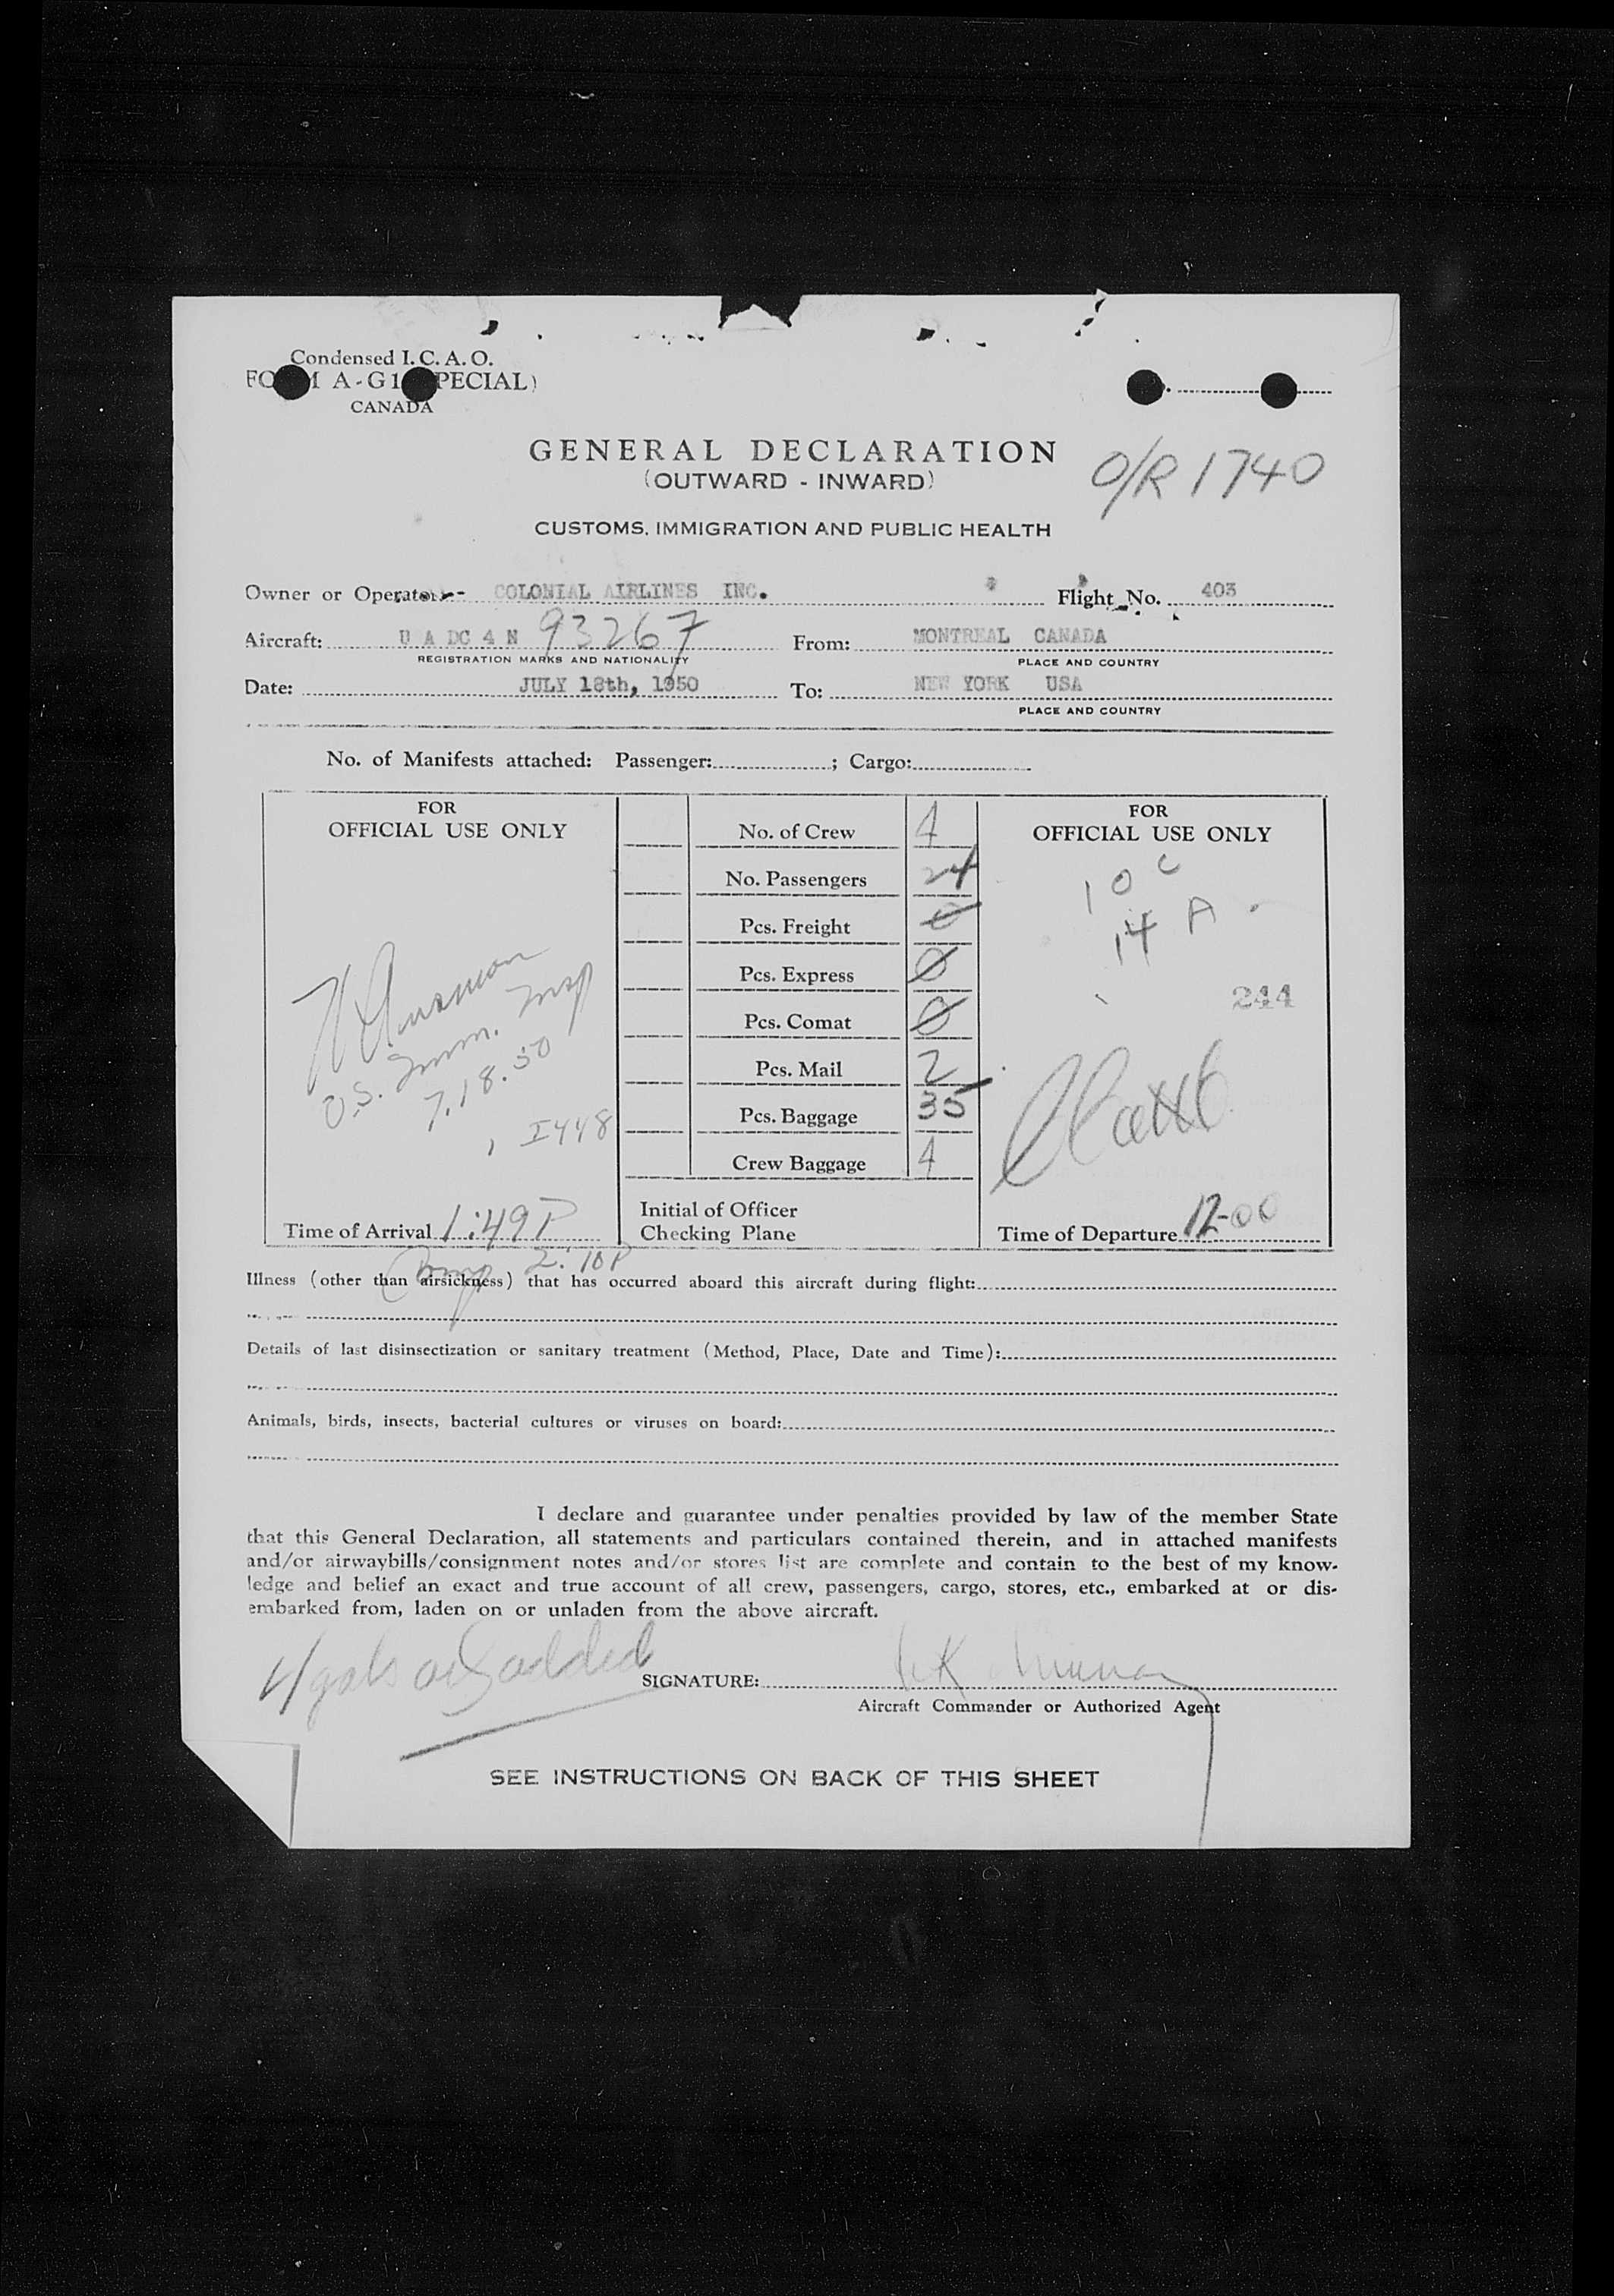 Condensed I. C. A. O.
A-G1 PECIAL)
CANADA
GENERAL DECLARATION
(OUTWARD - INWARD)
O/R 1740
CUSTOMS, IMMIGRATION AND PUBLIC HEALTH
Owner or Operator:- COLONIAL AIRLINES INC. Flight No. 403
Aircraft: U A DC 4 N 93267 From: MONTREAL CANADA
REGISTRATION MARKS AND NATIONALITY PLACE AND COUNTRY
Date: JULY 18th, 1950 To: NEW YORK USA
PLACE AND COUNTRY
No. of Manifests attached: Passenger: ; Cargo:
FOR
OFFICIAL USE ONLY
U.S. Imm. Insp
7.18.50
I448
Time of Arrival 1:49 P
No. of Crew 4
No. Passengers 24
Pcs. Freight 0
Pcs. Express 0
Pcs. Comat 0
Pcs. Mail 2
Pcs. Baggage 35
Crew Baggage 4
Initial of Officer
Checking Plane
FOR
OFFICIAL USE ONLY
10 C
14 A
244
Time of Departure 12-00
Comp 2:10 P
Illness (other than airsickness) that has occurred aboard this aircraft during flight:
Details of last disinsectization or sanitary treatment (Method, Place, Date and Time):
Animals, birds, insects, bacterial cultures or viruses on board:
I declare and guarantee under penalties provided by law of the member State
that this General Declaration, all statements and particulars contained therein, and in attached manifests
and/or airwaybills/consignment notes and/or stores list are complete and contain to the best of my know-
ledge and belief an exact and true account of all crew, passengers, cargo, stores, etc., embarked at or dis-
embarked from, laden on or unladen from the above aircraft.
4 gals oil added
SIGNATURE:
Aircraft Commander or Authorized Agent
SEE INSTRUCTIONS ON BACK OF THIS SHEET